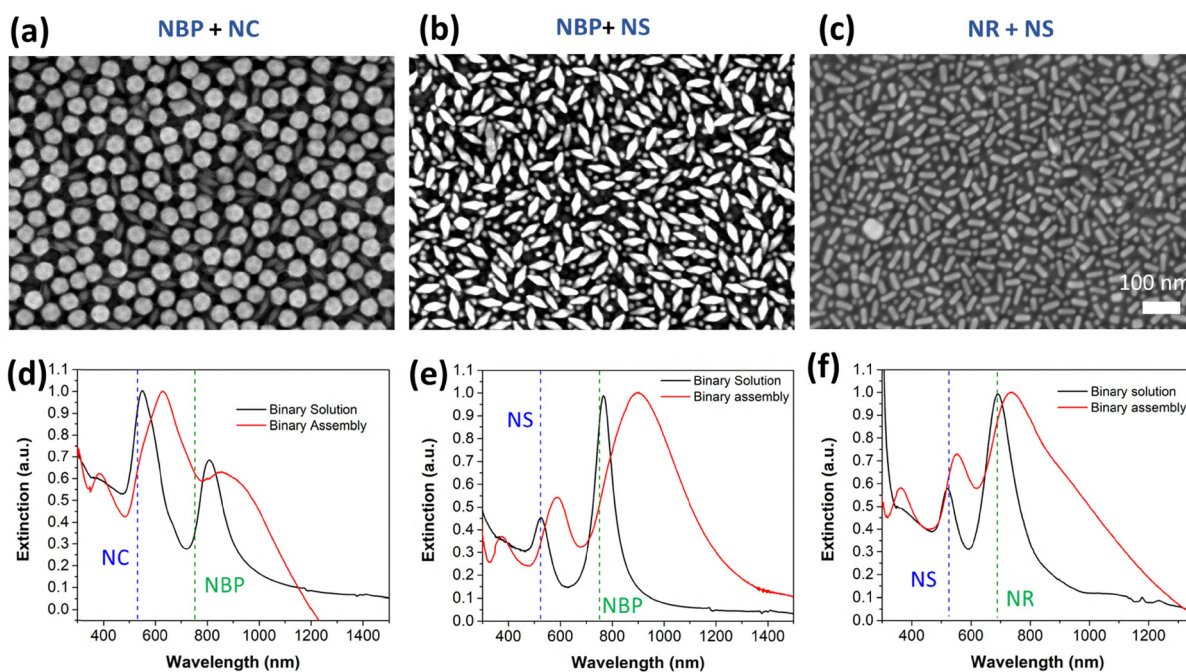 (a)
NBP + NC
(b)
NBP+ NS
(c)
NR + NS
100 nm
(d)
1.1
1.0
0.9
0.8
0.7
0.6
0.5
0.4
0.3
0.2
0.1
0.0
Extinction (a.u.)
Binary Solution
Binary Assembly
NC
NBP
400
600
800
1000
1200
1400
Wavelength (nm)
(e)
1.1
1.0
0.9
0.8
0.7
0.6
0.5
0.4
0.3
0.2
0.1
0.0
Extinction (a.u.)
Binary Solution
Binary assembly
NS
NBP
400
600
800
1000
1200
1400
Wavelength (nm)
(f)
1.1
1.0
0.9
0.8
0.7
0.6
0.5
0.4
0.3
0.2
0.1
0.0
Extinction (a.u.)
Binary solution
Binary assembly
NS
NR
400
600
800
1000
1200
Wavelength (nm)